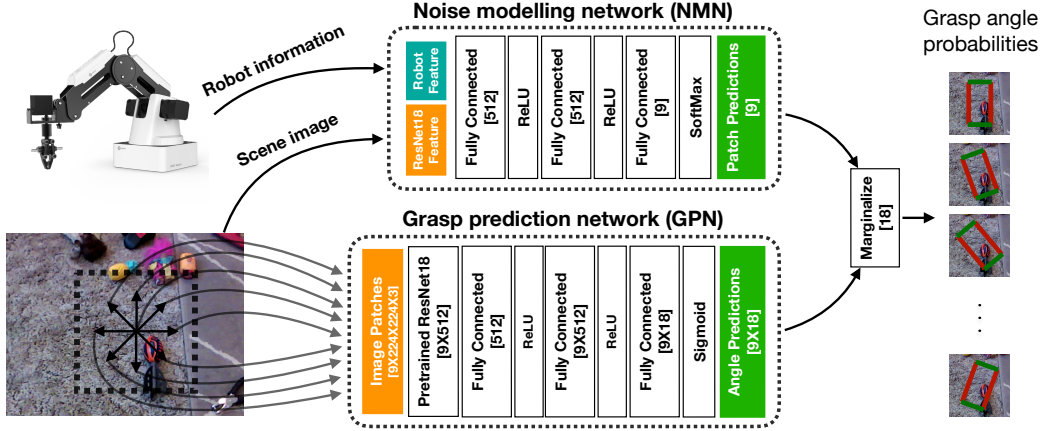 Noise modelling network (NMN)
Grasp angle
probabilities
Robot information
Scene image
Robot
Feature
ResNet18
Feature
Fully Connected
[512]
ReLU
Fully Connected
[512]
ReLU
Fully Connected
[9]
SoftMax
Patch Predictions
[9]
Grasp prediction network (GPN)
Image Patches
[9X224X224X3]
Pretrained ResNet18
[9X512]
Fully Connected
[512]
ReLU
Fully Connected
[9X512]
ReLU
Fully Connected
[9X18]
Sigmoid
Angle Predictions
[9X18]
Marginalize
[18]
. . .